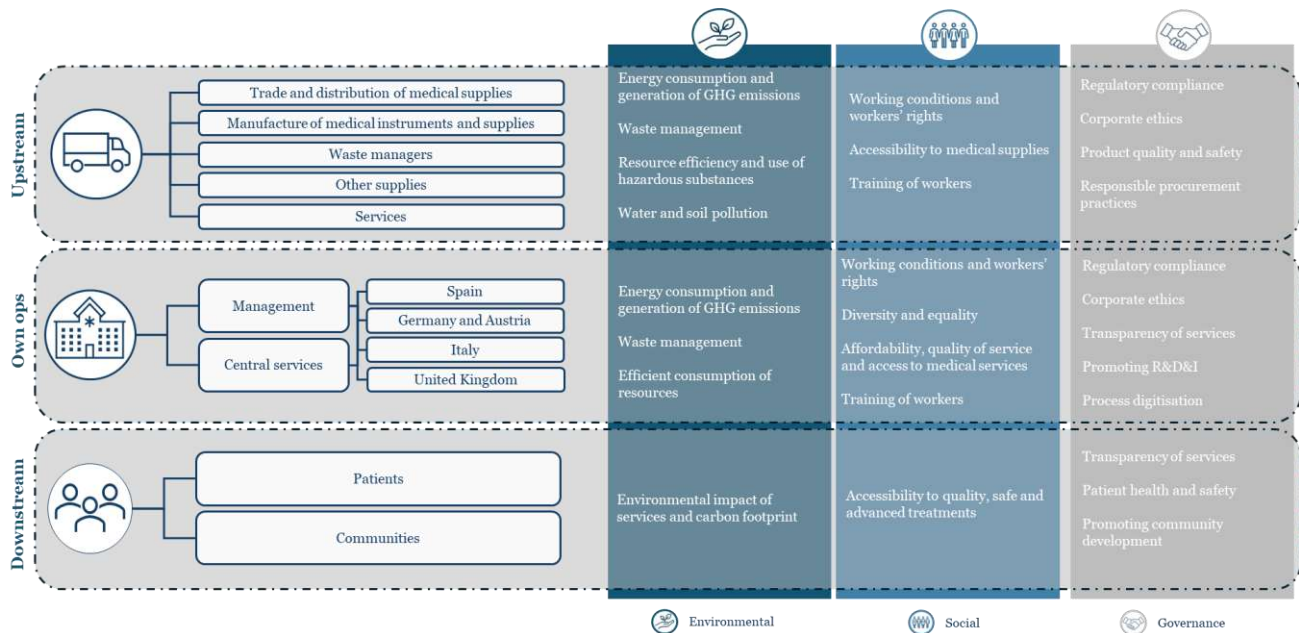 Upstream
Trade and distribution of medical supplies
Manufacture of medical instruments and supplies
Waste managers
Other supplies
Services
Energy consumption and
generation of GHG emissions
Waste management
Resource efficiency and use of
hazardous substances
Water and soil pollution
Working conditions and
workers' rights
Accessibility to medical supplies
Training of workers
Regulatory compliance
Corporate ethics
Product quality and safety
Responsible procurement
practices
Own ops
Management
Central services
Spain
Germany and Austria
Italy
United Kingdom
Energy consumption and
generation of GHG emissions
Waste management
Efficient consumption of
resources
Working conditions and workers'
rights
Diversity and equality
Affordability, quality of service
and access to medical services
Training of workers
Regulatory compliance
Corporate ethics
Transparency of services
Promoting R&D&I
Process digitisation
Downstream
Patients
Communities
Environmental impact of
services and carbon footprint
Accessibility to quality, safe and
advanced treatments
Transparency of services
Patient health and safety
Promoting community
development
Environmental
Social
Governance